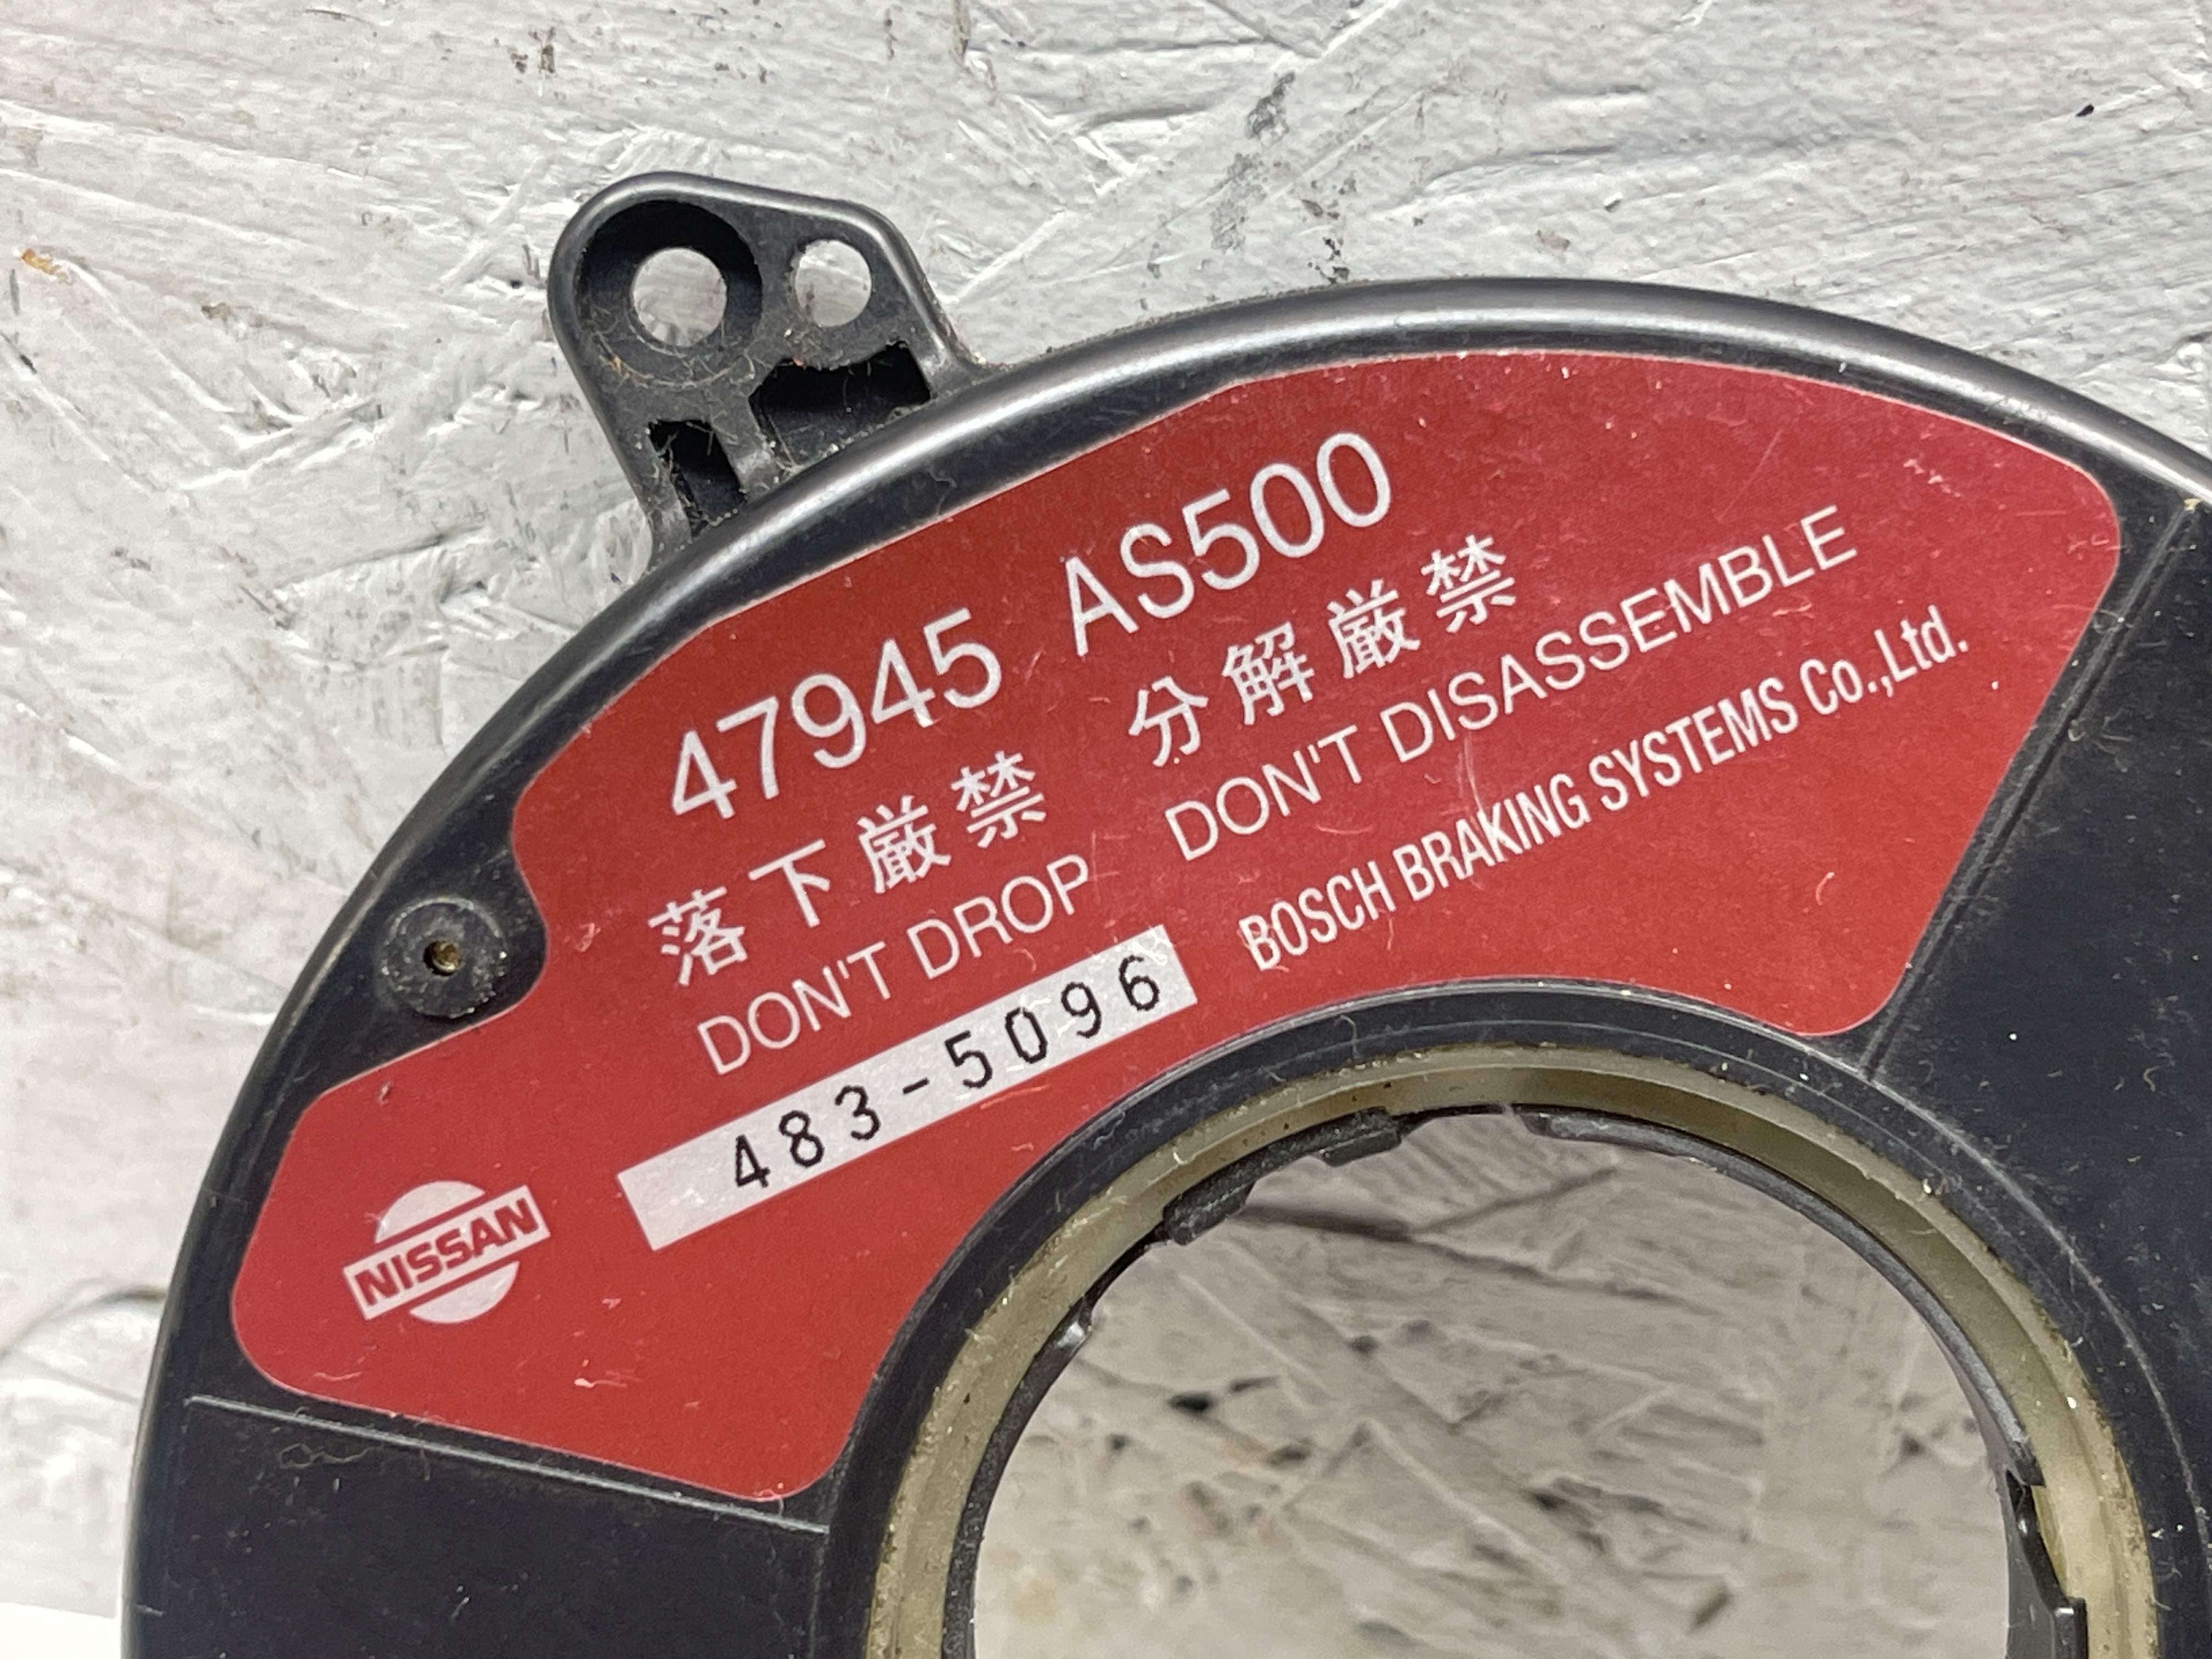 47945 AS500
落下厳禁 分解厳禁
DON'T DROP DON'T DISASSEMBLE
483-5096 BOSCH BRAKING SYSTEMS Co.,Ltd.
NISSAN